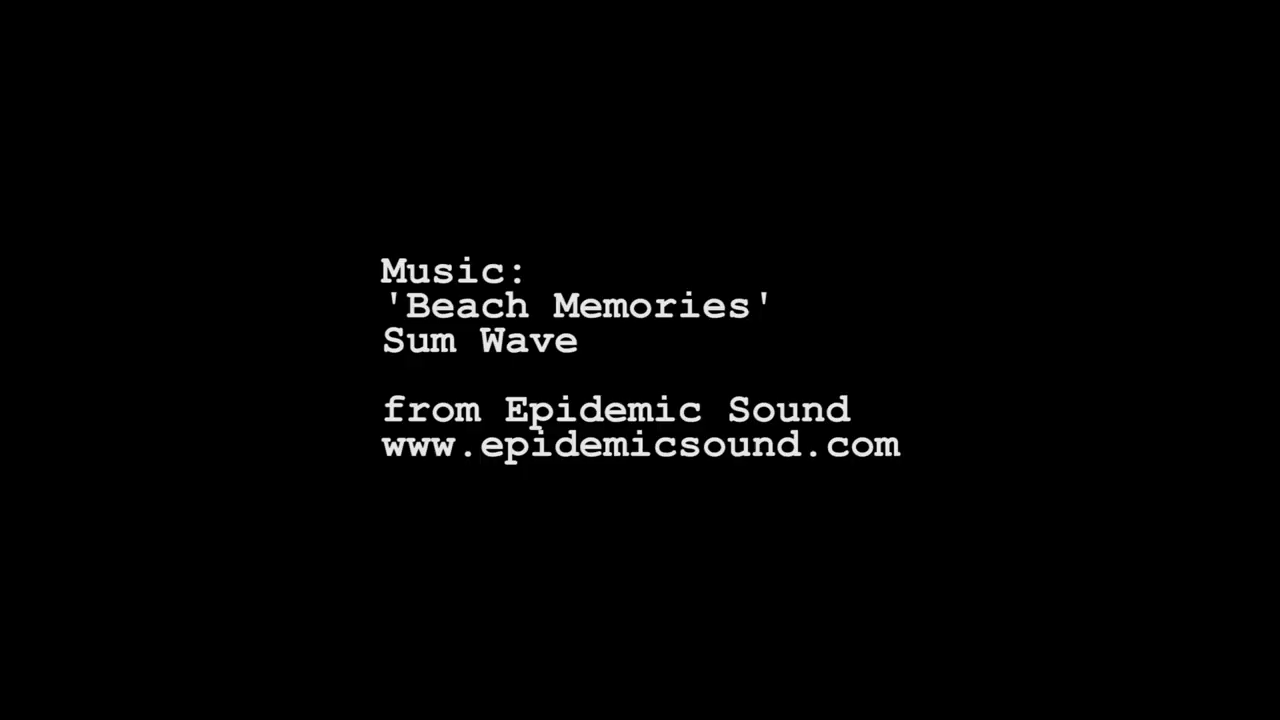 Music:
'Beach Memories'
Sum Wave
from Epidemic Sound
www.epidemicsound.com